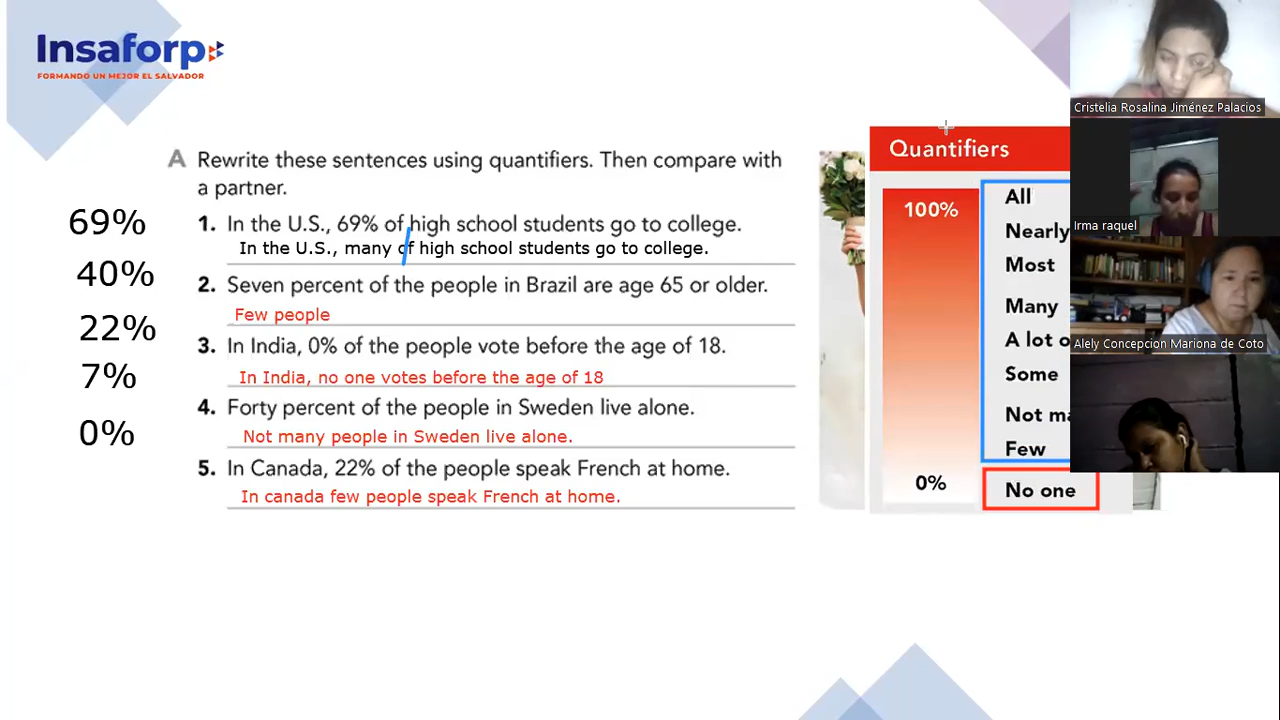 Insaforp
FORMANDO UN MEJOR EL SALVADOR
A Rewrite these sentences using quantifiers. Then compare with
a partner.
69%
40%
22%
7%
0%
1. In the U.S., 69% of high school students go to college.
In the U.S., many of high school students go to college.
2. Seven percent of the people in Brazil are age 65 or older.
Few people
3. In India, 0% of the people vote before the age of 18.
In India, no one votes before the age of 18
4. Forty percent of the people in Sweden live alone.
Not many people in Sweden live alone.
5. In Canada, 22% of the people speak French at home.
In canada few people speak French at home.
Quantifiers
100%
0%
All
Nearly
Most
Many
A lot o
Some
Not ma
Few
No one
Cristelia Rosalina Jiménez Palacios
Irma raquel
Alely Concepcion Mariona de Coto